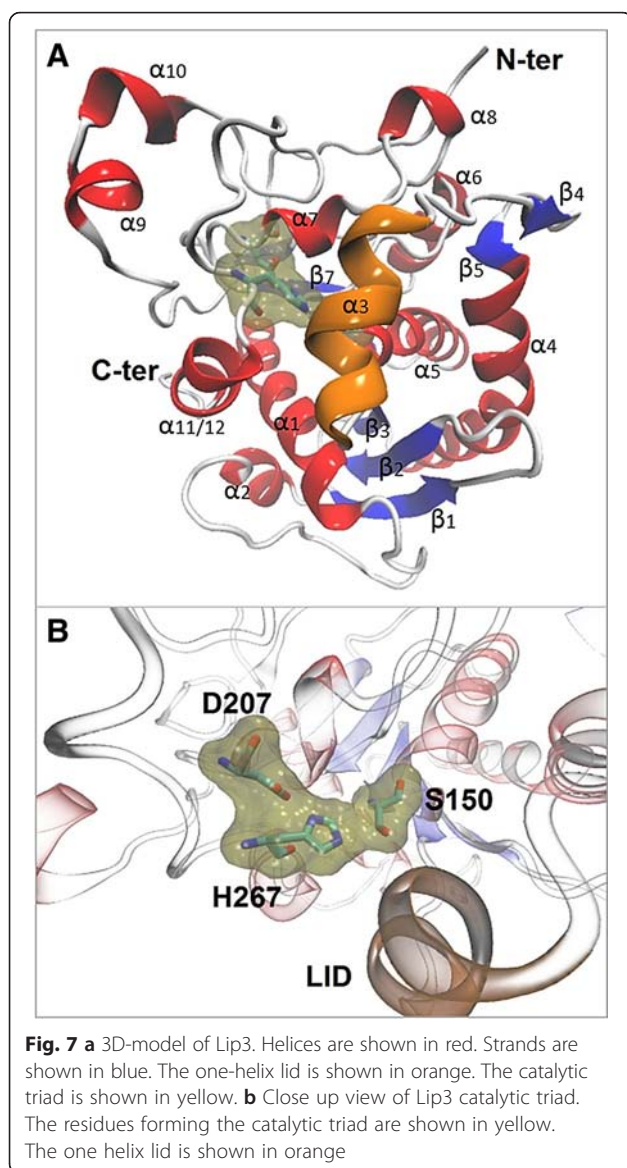 A
N-ter
α10
α8
α6
β4
α9
α7
β5
β7
α3
α4
C-ter
α5
α11/12
α1
β3
α2
β2
β1
B
D207
S150
H267
LID
Fig. 7 a 3D-model of Lip3. Helices are shown in red. Strands are
shown in blue. The one-helix lid is shown in orange. The catalytic
triad is shown in yellow. b Close up view of Lip3 catalytic triad.
The residues forming the catalytic triad are shown in yellow.
The one helix lid is shown in orange